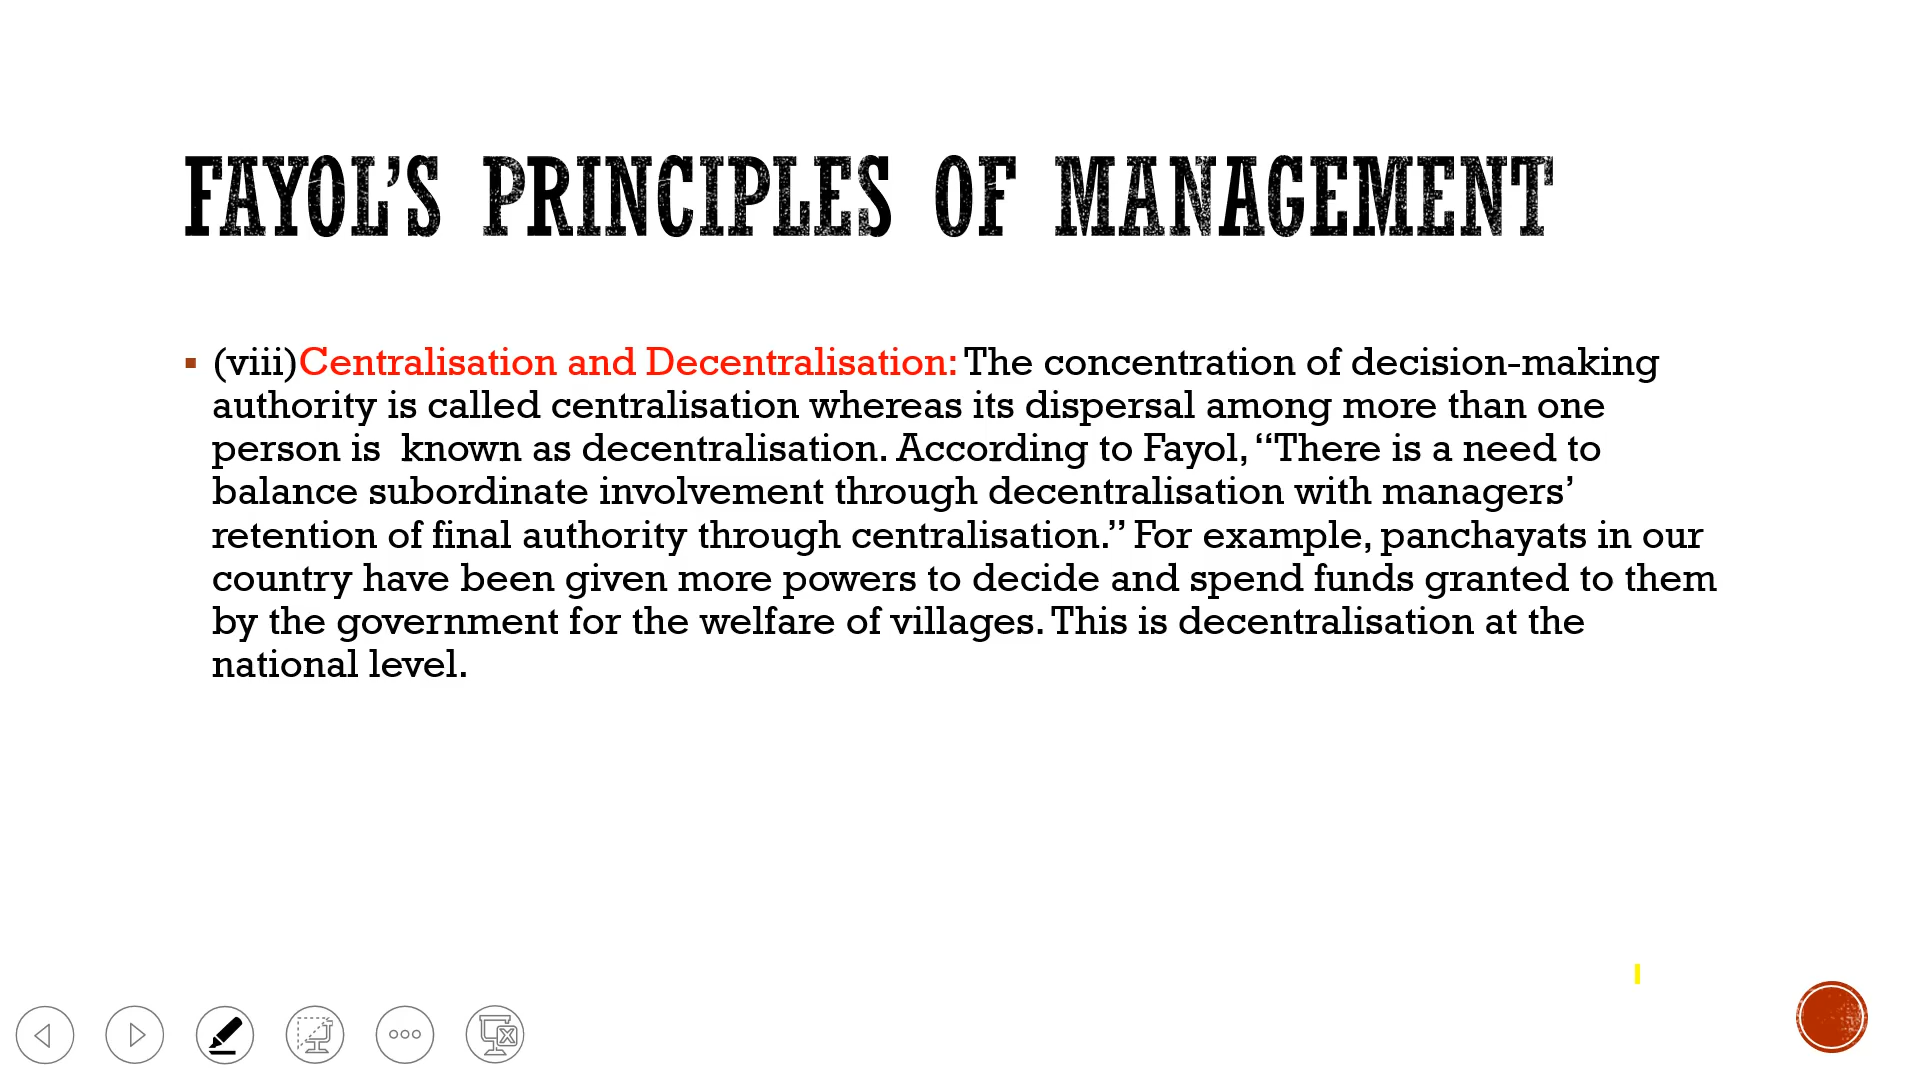 FAYOL’S PRINCIPLES OF MANAGEMENT
▪ (viii)Centralisation and Decentralisation: The concentration of decision-making
authority is called centralisation whereas its dispersal among more than one
person is  known as decentralisation. According to Fayol, “There is a need to
balance subordinate involvement through decentralisation with managers’
retention of final authority through centralisation.” For example, panchayats in our
country have been given more powers to decide and spend funds granted to them
by the government for the welfare of villages. This is decentralisation at the
national level.